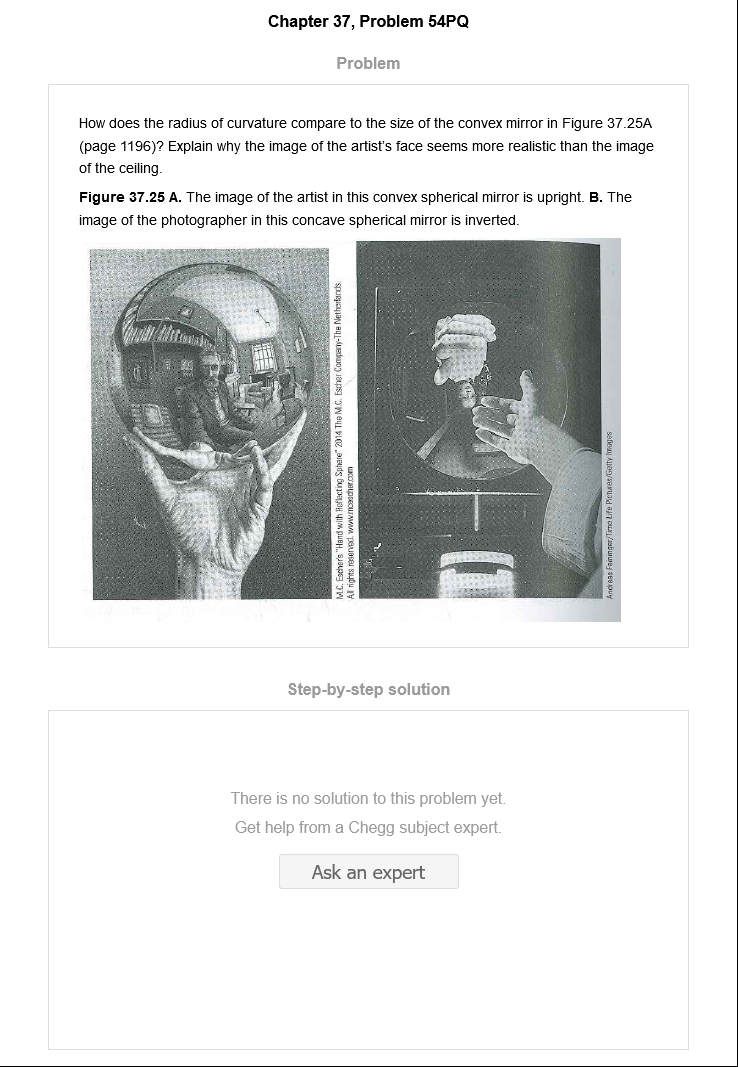 Chapter 37, Problem 54PQ
Problem
How does the radius of curvature compare to the size of the convex mirror in Figure 37.25A
(page 1196)? Explain why the image of the artist's face seems more realistic than the image
of the ceiling.
Figure 37.25 A. The image of the artist in this convex spherical mirror is upright. B. The
image of the photographer in this concave spherical mirror is inverted.
M.C. Escher's "Hand with Reflecting Sphere" 2014 The M.C. Escher Company-The Netherlands.
All rights reserved. www.mcescher.com
Andreas Feininger/Time Life Pictures/Getty Images
Step-by-step solution
There is no solution to this problem yet.
Get help from a Chegg subject expert.
Ask an expert